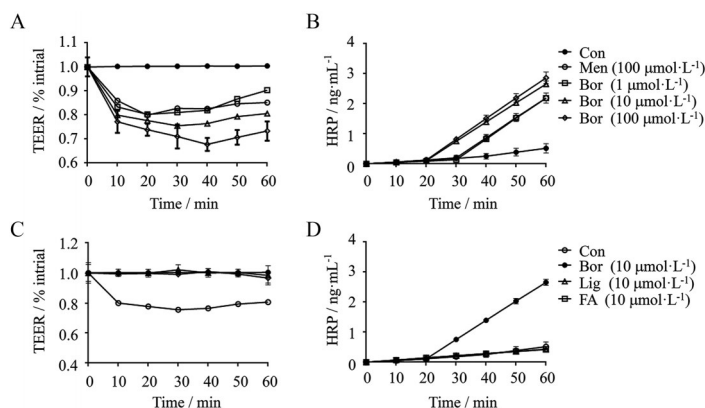 A
TEER / % intrial
1.1
1.0
0.9
0.8
0.7
0.6
0 10 20 30 40 50 60
Time / min
B
HRP / ng·mL-1
4
3
2
1
0
0 10 20 30 40 50 60
Time / min
Con
Men (100 μmol·L-1)
Bor (1 μmol·L-1)
Bor (10 μmol·L-1)
Bor (100 μmol·L-1)
C
TEER / % intrial
1.2
1.0
0.8
0.6
0.4
0 10 20 30 40 50 60
Time / min
D
HRP / ng·mL-1
4
3
2
1
0
0 10 20 30 40 50 60
Time / min
Con
Bor (10 μmol·L-1)
Lig (10 μmol·L-1)
FA (10 μmol·L-1)